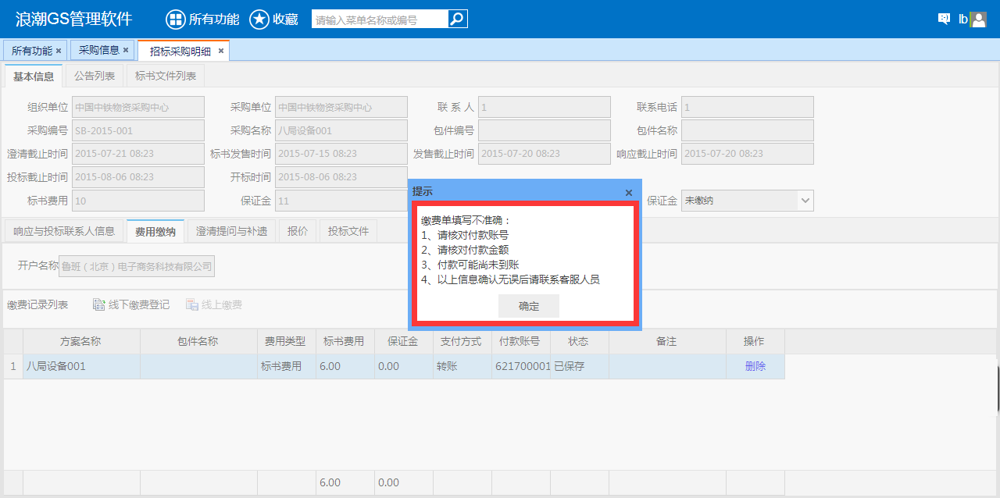 浪潮GS管理软件 所有功能 收藏 请输入菜单名称或编号 lb
所有功能 × 采购信息 × 招标采购明细 ×
基本信息 公告列表 标书文件列表
组织单位 中国中铁物资采购中心 采购单位 中国中铁物资采购中心 联 系 人 1 联系电话 1
采购编号 SB-2015-001 采购名称 八局设备001 包件编号 包件名称
澄清截止时间 2015-07-21 08:23 标书发售时间 2015-07-15 08:23 发售截止时间 2015-07-20 08:23 响应截止时间 2015-07-20 08:23
投标截止时间 2015-08-06 08:23 开标时间 2015-08-06 08:23
标书费用 10 保证金 11 保证金 未缴纳
提示 ×
缴费单填写不准确：
1、请核对付款账号
2、请核对付款金额
3、付款可能尚未到账
4、以上信息确认无误后请联系客服人员
确定
响应与投标联系人信息 费用缴纳 澄清提问与补遗 报价 投标文件
开户名称 鲁班（北京）电子商务科技有限公司
缴费记录列表 线下缴费登记 线上缴费
方案名称 包件名称 费用类型 标书费用 保证金 支付方式 付款账号 状态 备注 操作
1 八局设备001 标书费用 6.00 0.00 转账 621700001 已保存 删除
6.00 0.00